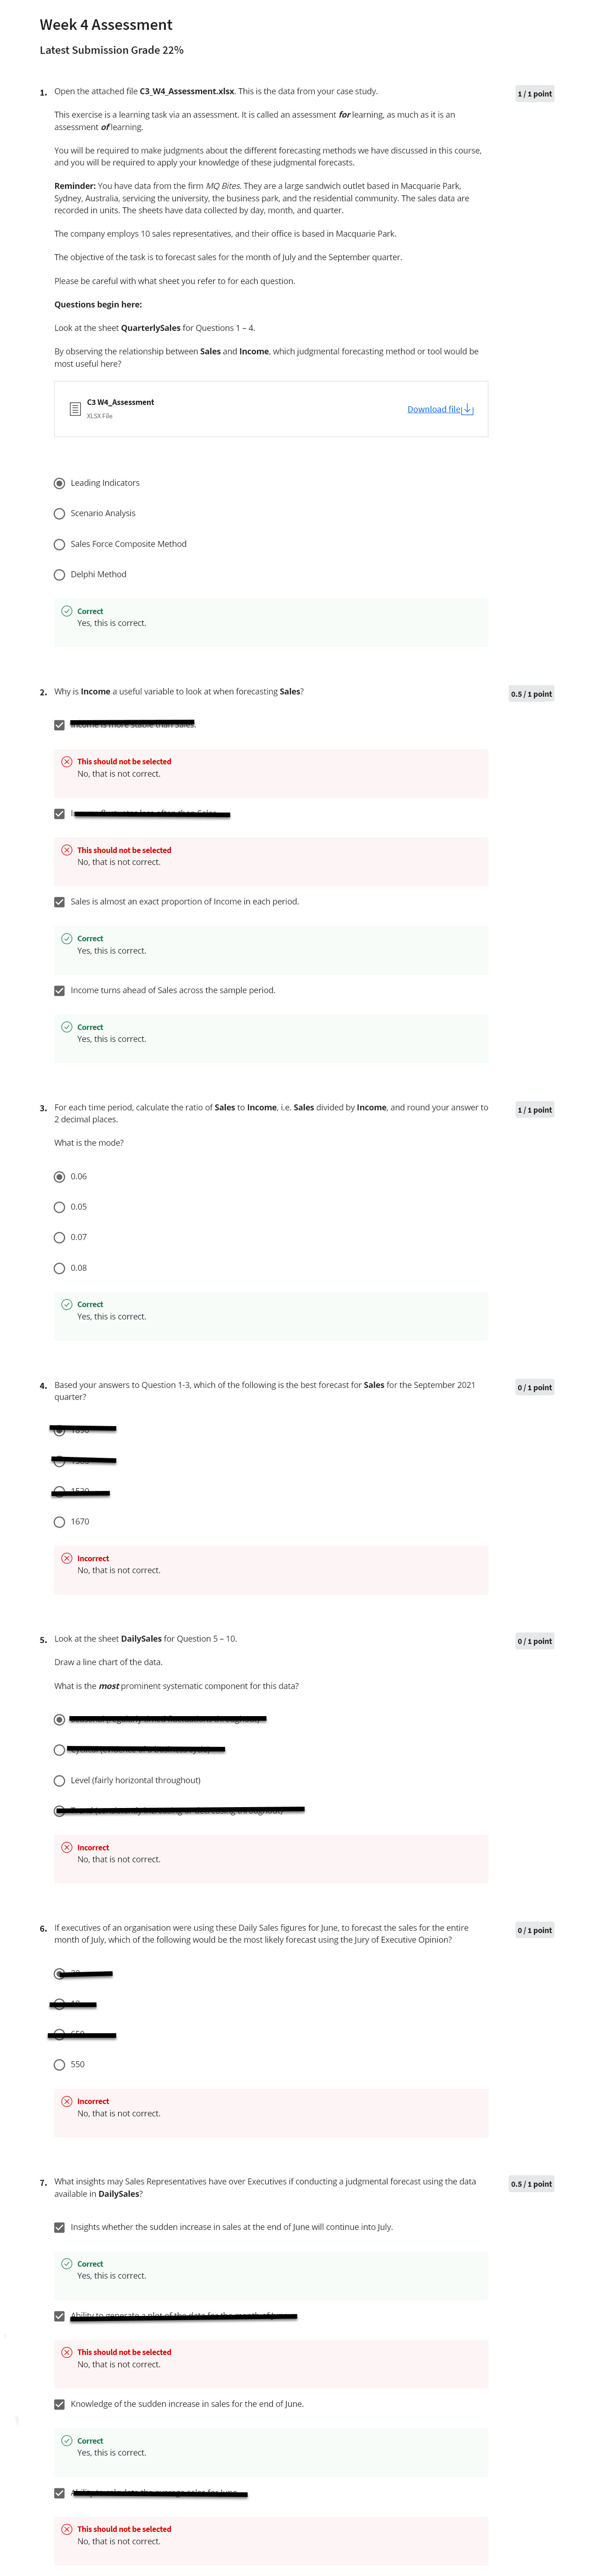 Week 4 Assessment
Latest Submission Grade 22%
1. Open the attached file C3_W4_Assessment.xlsx. This is the data from your case study.
1 / 1 point
This exercise is a learning task via an assessment. It is called an assessment for learning, as much as it is an
assessment of learning.
You will be required to make judgments about the different forecasting methods we have discussed in this course,
and you will be required to apply your knowledge of these judgmental forecasts.
Reminder: You have data from the firm MQ Bites. They are a large sandwich outlet based in Macquarie Park,
Sydney, Australia, servicing the university, the business park, and the residential community. The sales data are
recorded in units. The sheets have data collected by day, month, and quarter.
The company employs 10 sales representatives, and their office is based in Macquarie Park.
The objective of the task is to forecast sales for the month of July and the September quarter.
Please be careful with what sheet you refer to for each question.
Questions begin here:
Look at the sheet QuarterlySales for Questions 1 – 4.
By observing the relationship between Sales and Income, which judgmental forecasting method or tool would be
most useful here?
C3 W4_Assessment
XLSX File
Download file
Leading Indicators
Scenario Analysis
Sales Force Composite Method
Delphi Method
Correct
Yes, this is correct.
2. Why is Income a useful variable to look at when forecasting Sales?
0.5 / 1 point
This should not be selected
No, that is not correct.
This should not be selected
No, that is not correct.
Sales is almost an exact proportion of Income in each period.
Correct
Yes, this is correct.
Income turns ahead of Sales across the sample period.
Correct
Yes, this is correct.
3. For each time period, calculate the ratio of Sales to Income, i.e. Sales divided by Income, and round your answer to
2 decimal places.
1 / 1 point
What is the mode?
0.06
0.05
0.07
0.08
Correct
Yes, this is correct.
4. Based your answers to Question 1-3, which of the following is the best forecast for Sales for the September 2021
quarter?
0 / 1 point
1670
Incorrect
No, that is not correct.
5. Look at the sheet DailySales for Question 5 – 10.
0 / 1 point
Draw a line chart of the data.
What is the most prominent systematic component for this data?
Level (fairly horizontal throughout)
Incorrect
No, that is not correct.
6. If executives of an organisation were using these Daily Sales figures for June, to forecast the sales for the entire
month of July, which of the following would be the most likely forecast using the Jury of Executive Opinion?
0 / 1 point
550
Incorrect
No, that is not correct.
7. What insights may Sales Representatives have over Executives if conducting a judgmental forecast using the data
available in DailySales?
0.5 / 1 point
Insights whether the sudden increase in sales at the end of June will continue into July.
Correct
Yes, this is correct.
This should not be selected
No, that is not correct.
Knowledge of the sudden increase in sales for the end of June.
Correct
Yes, this is correct.
This should not be selected
No, that is not correct.